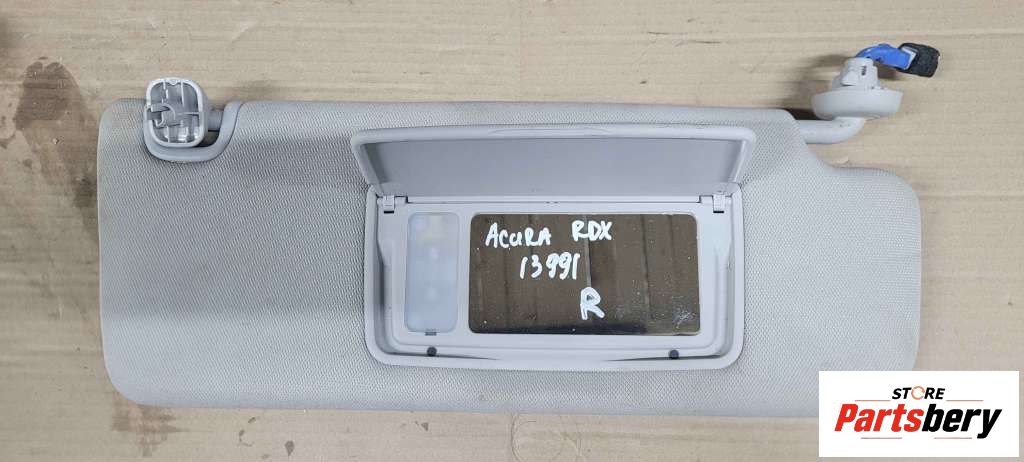 ACURA RDX
13991
R
STORE
Partsbery